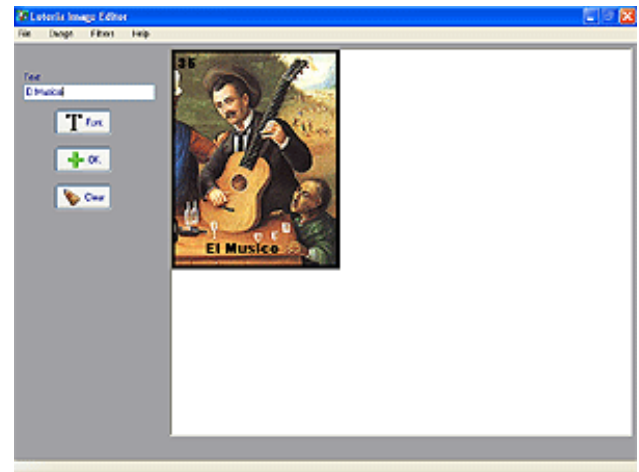 Loteria Image Editor
File Design Filters Help
Text
El Musico
Font
OK
Clear
35
El Musico